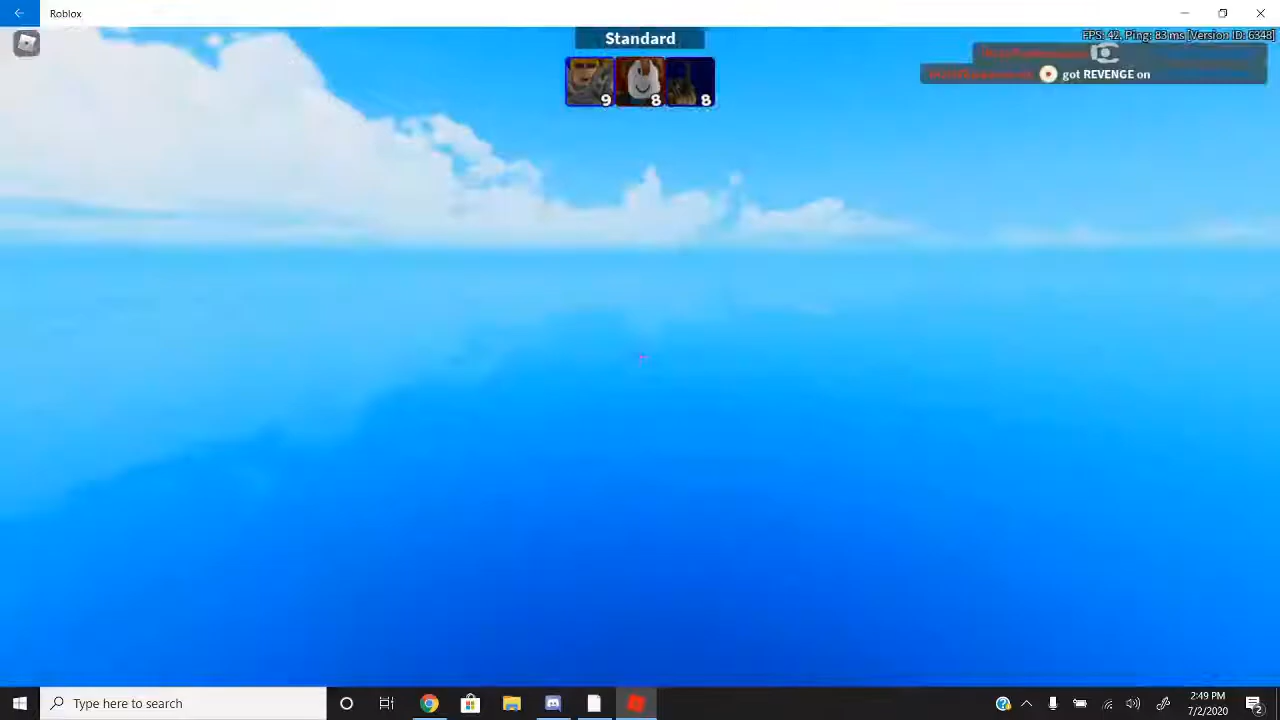 Roblox
Standard
FPS: 42, Ping: 83 ms [Version ID: 6348]
9
8
8
got REVENGE on
Type here to search
2:49 PM
7/2/2020
2